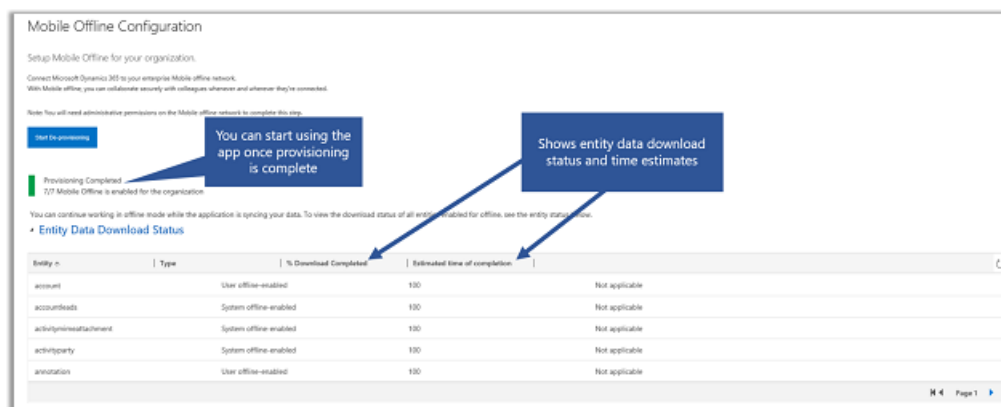 Mobile Offline Configuration
Setup Mobile Offline for your organization.
Connect Microsoft Dynamics 365 to your enterprise Mobile offline network.
With Mobile offline, you can collaborate securely with colleagues whenever and wherever they're connected.
Note: You will need administrative permissions on the Mobile offline network to complete this step.
Start De-provisioning
You can start using the
app once provisioning
is complete
Shows entity data download
status and time estimates
Provisioning Completed
7/7 Mobile Offline is enabled for the organization
You can continue working in offline mode while the application is syncing your data. To view the download status of all enabled for offline, see the entity status
Entity Data Download Status
Entity Type % Download Completed Estimated time of completion
account User offline-enabled 100 Not applicable
accountleads System offline-enabled 100 Not applicable
activitymimeattachment System offline-enabled 100 Not applicable
activityparty System offline-enabled 100 Not applicable
annotation User offline-enabled 100 Not applicable
Page 1